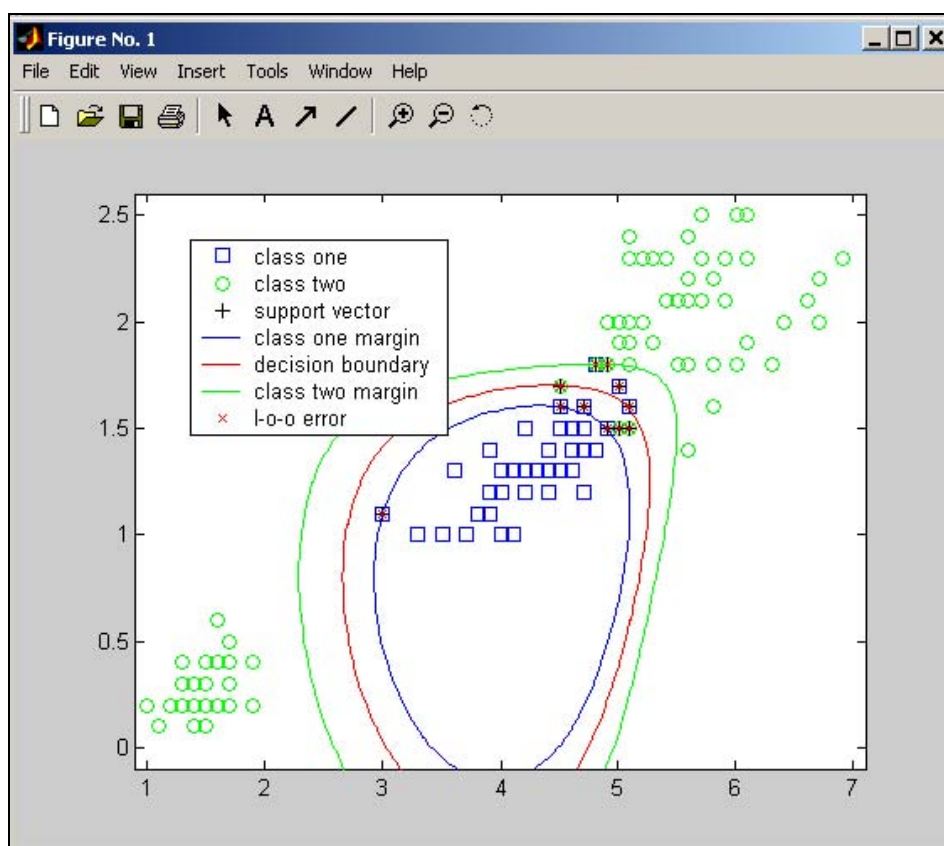 Figure No. 1
File Edit View Insert Tools Window Help
A
2.5
2
1.5
1
0.5
0
class one
class two
support vector
class one margin
decision boundary
class two margin
l-o-o error
1 2 3 4 5 6 7